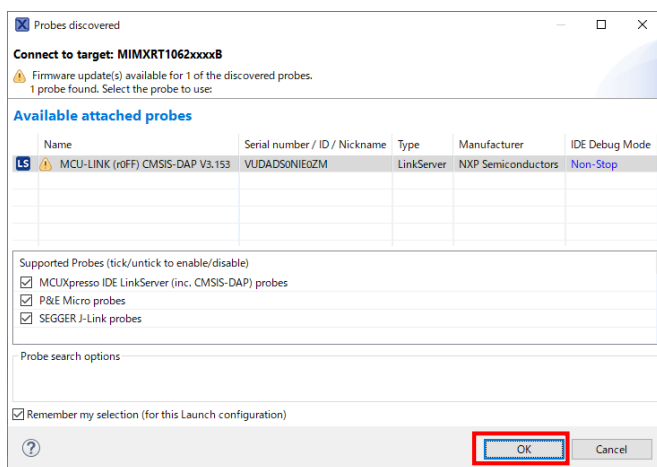 Probes discovered
Connect to target: MIMXRT1062xxxxB
Firmware update(s) available for 1 of the discovered probes.
1 probe found. Select the probe to use:
Available attached probes
Name Serial number / ID / Nickname Type Manufacturer IDE Debug Mode
LS MCU-LINK (r0FF) CMSIS-DAP V3.153 VUDADS0NIE0ZM LinkServer NXP Semiconductors Non-Stop
Supported Probes (tick/untick to enable/disable)
MCUXpresso IDE LinkServer (inc. CMSIS-DAP) probes
P&E Micro probes
SEGGER J-Link probes
Probe search options
Remember my selection (for this Launch configuration)
OK Cancel